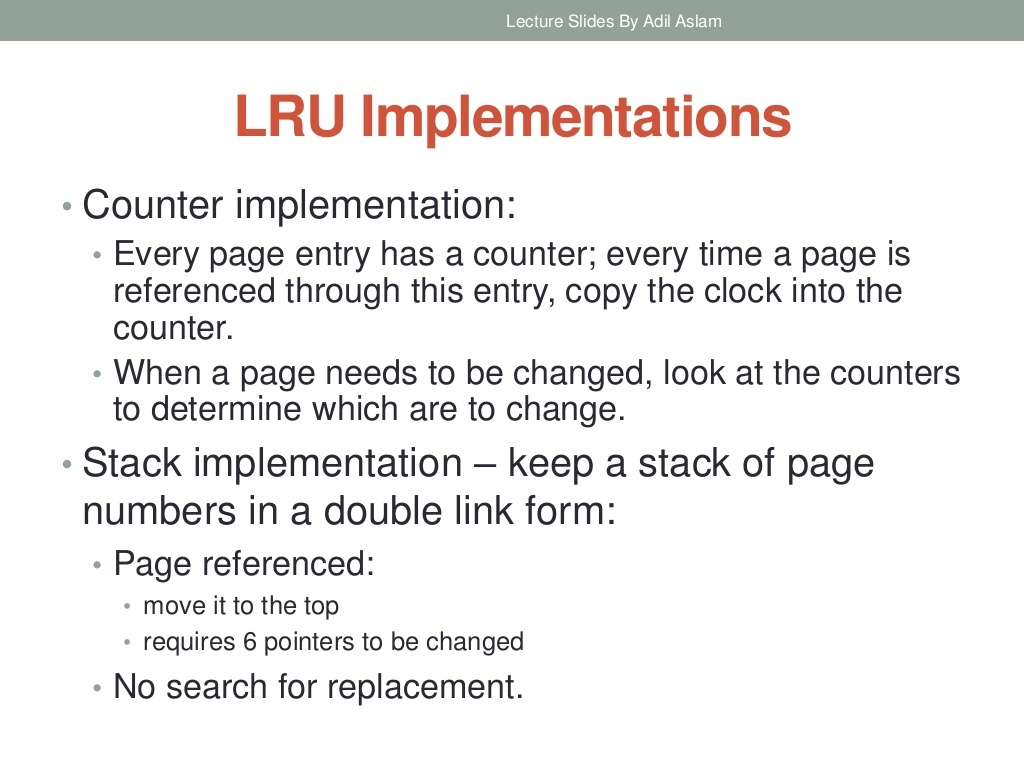 Lecture Slides By Adil Aslam
LRU Implementations
• Counter implementation:
• Every page entry has a counter; every time a page is
referenced through this entry, copy the clock into the
counter.
• When a page needs to be changed, look at the counters
to determine which are to change.
• Stack implementation – keep a stack of page
numbers in a double link form:
• Page referenced:
• move it to the top
• requires 6 pointers to be changed
• No search for replacement.